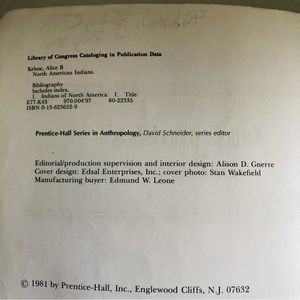 Library of Congress Cataloging in Publication Data
Kehoe, Alice B
North American Indians.
Bibliography
Includes index.
1. Indians of North America. I. Title.
E77.K43 970.004'97 80-22335
ISBN 0-13-623652-9
Prentice-Hall Series in Anthropology, David Schneider, series editor
Editorial/production supervision and interior design: Alison D. Gnerre
Cover design: Edsal Enterprises, Inc.; cover photo: Stan Wakefield
Manufacturing buyer: Edmund W. Leone
© 1981 by Prentice-Hall, Inc., Englewood Cliffs, N.J. 07632